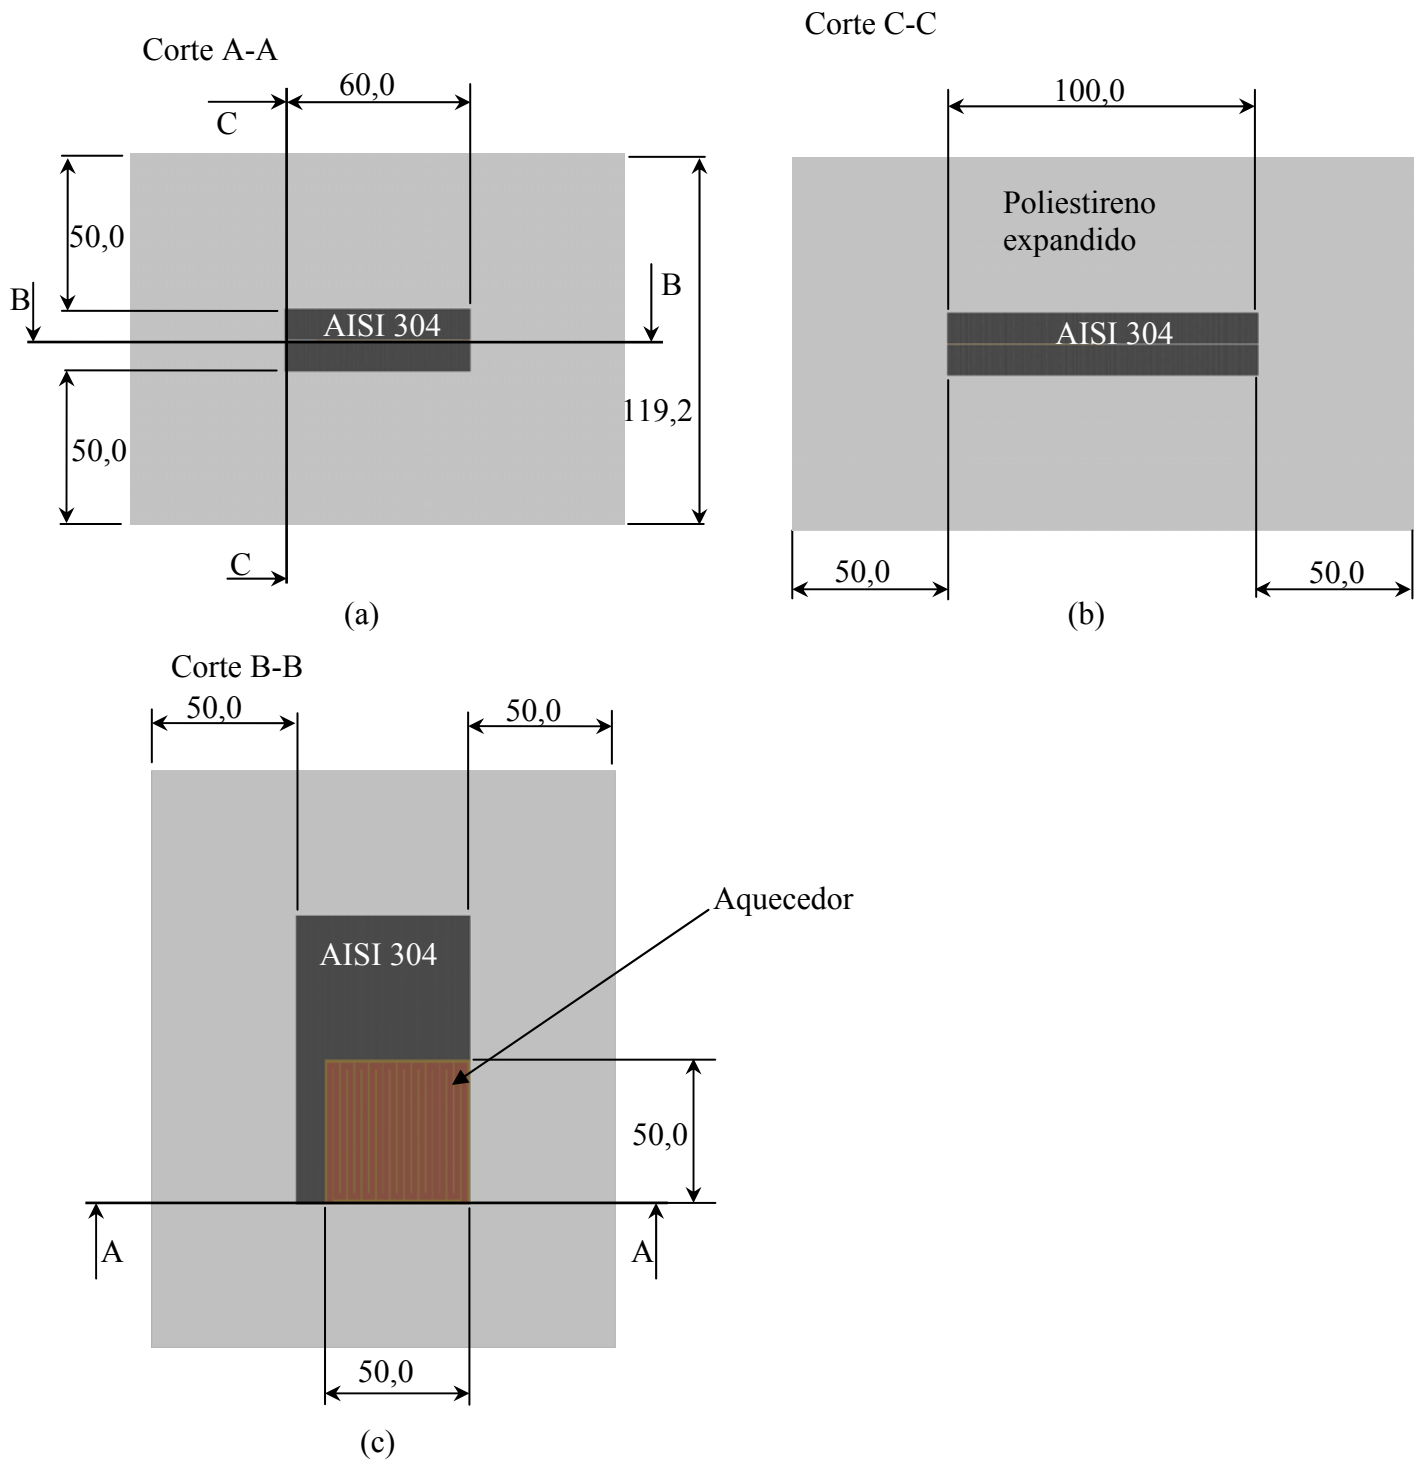 Corte A-A
60,0
C
50,0
B
B
AISI 304
119,2
50,0
C
(a)
Corte C-C
100,0
Poliestireno
expandido
AISI 304
50,0
50,0
(b)
Corte B-B
50,0
50,0
Aquecedor
AISI 304
50,0
A
A
50,0
(c)